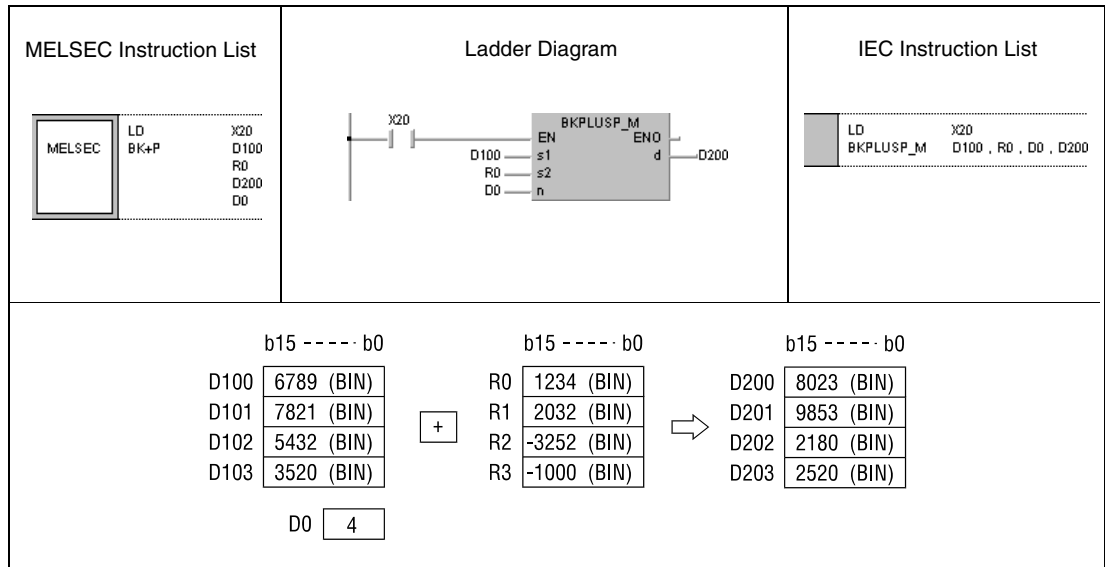 MELSEC Instruction List
MELSEC
LD X20
BK+P D100
R0
D200
D0
Ladder Diagram
X20
BKPLUSP_M
EN ENO
D100 s1 d D200
R0 s2
D0 n
IEC Instruction List
LD X20
BKPLUSP_M D100 , R0 , D0 , D200
b15 - - - - - b0 b15 - - - - - b0 b15 - - - - - b0
D100 6789 (BIN) R0 1234 (BIN) D200 8023 (BIN)
D101 7821 (BIN) + R1 2032 (BIN) D201 9853 (BIN)
D102 5432 (BIN) R2 -3252 (BIN) D202 2180 (BIN)
D103 3520 (BIN) R3 -1000 (BIN) D203 2520 (BIN)
D0 4